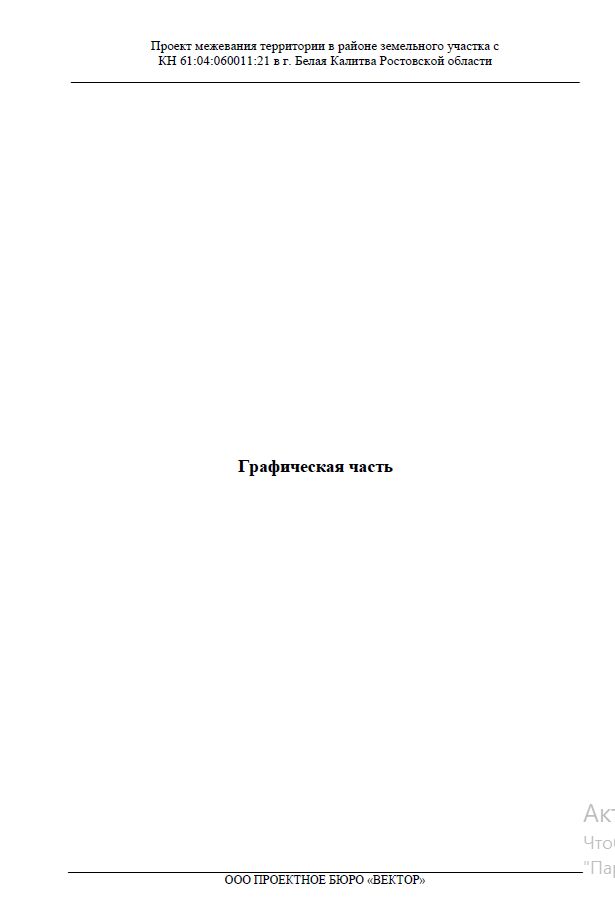 Проект межевания территории в районе земельного участка с
КН 61:04:060011:21 в г. Белая Калитва Ростовской области
Графическая часть
ООО ПРОЕКТНОЕ БЮРО «ВЕКТОР»